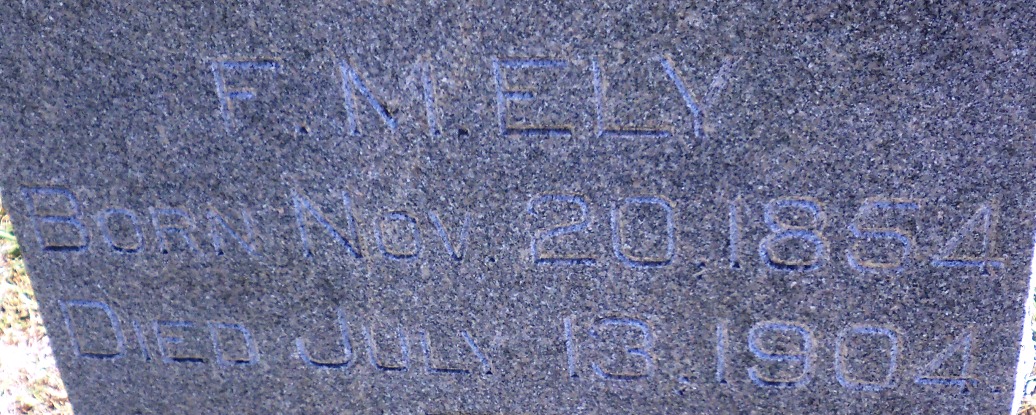 F. M. ELY
BORN NOV. 20, 1854
DIED JULY 13, 1904.